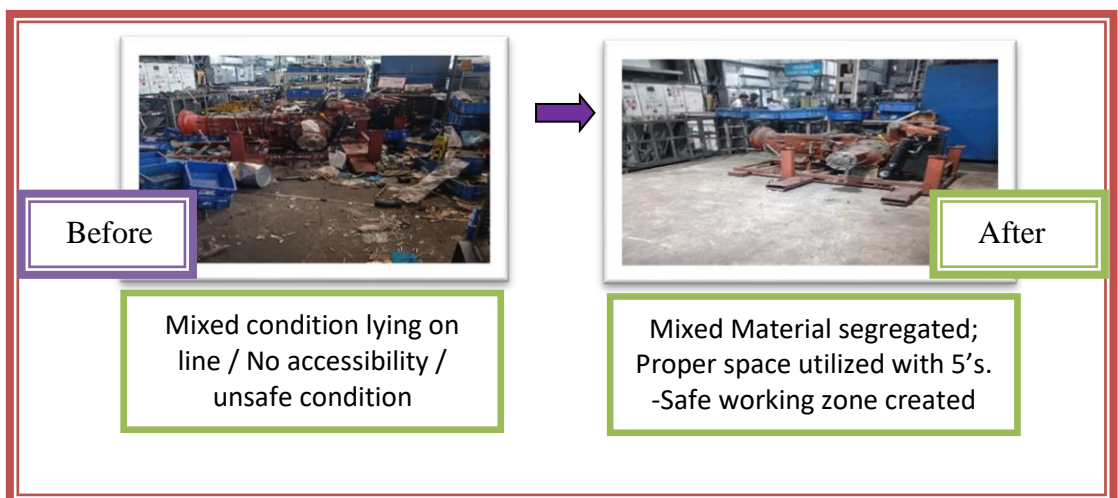 Before
After
Mixed condition lying on
line / No accessibility /
unsafe condition
Mixed Material segregated;
Proper space utilized with 5’s.
-Safe working zone created